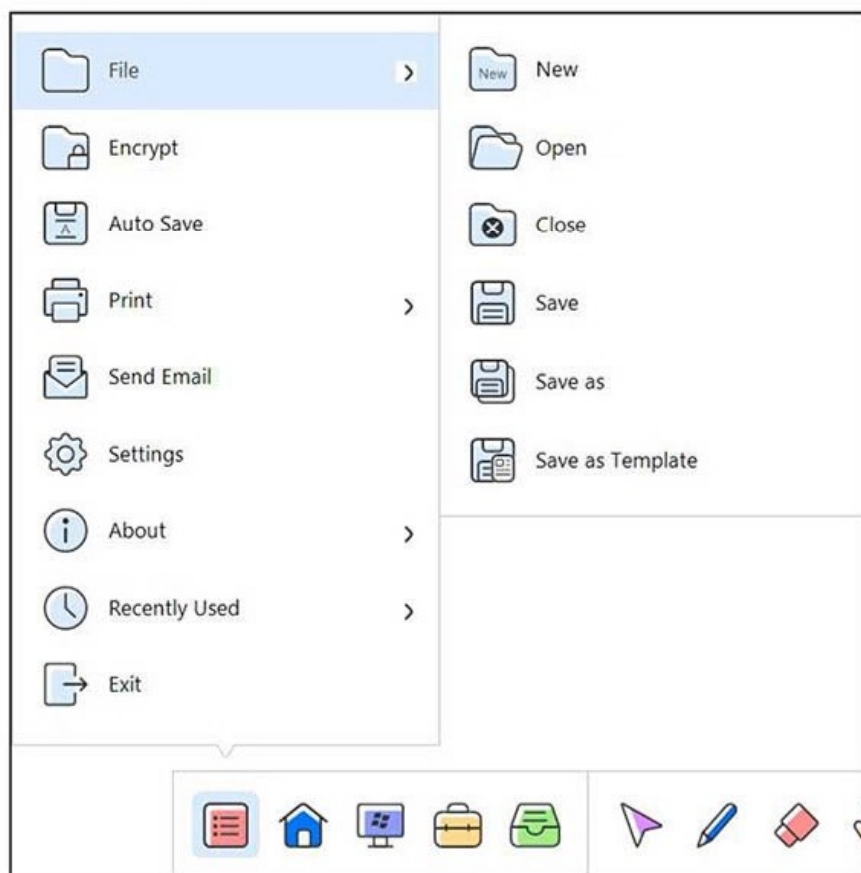 File
Encrypt
Auto Save
Print
Send Email
Settings
About
Recently Used
Exit
New
New
Open
Close
Save
Save as
Save as Template
A